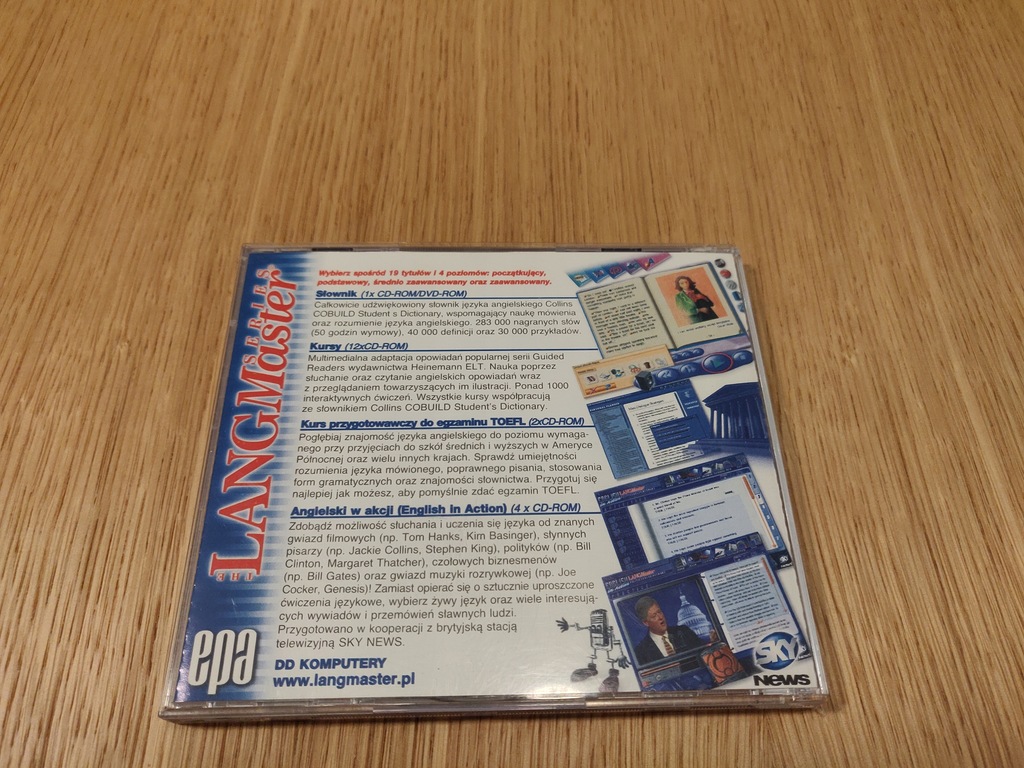 THE LANGMaster SERIES
Wybierz spośród 19 tytułów i 4 poziomów: początkujący,
podstawowy, średnio zaawansowany oraz zaawansowany.
Słownik (1x CD-ROM/DVD-ROM)
Całkowicie udźwiękowiony słownik języka angielskiego Collins
COBUILD Student s Dictionary, wspomagający naukę mówienia
oraz rozumienie języka angielskiego. 283 000 nagranych słów
(50 godzin wymowy), 40 000 definicji oraz 30 000 przykładów.
Kursy (12xCD-ROM)
Multimedialna adaptacja opowiadań popularnej serii Guided
Readers wydawnictwa Heinemann ELT. Nauka poprzez
słuchanie oraz czytanie angielskich opowiadań wraz
z przeglądaniem towarzyszących im ilustracji. Ponad 1000
interaktywnych ćwiczeń. Wszystkie kursy współpracują
ze słownikiem Collins COBUILD Student's Dictionary.
Kurs przygotowawczy do egzaminu TOEFL (2xCD-ROM)
Pogłębiaj znajomość języka angielskiego do poziomu wymaga-
nego przy przyjęciach do szkół średnich i wyższych w Ameryce
Północnej oraz wielu innych krajach. Sprawdź umiejętności
rozumienia języka mówionego, poprawnego pisania, stosowania
form gramatycznych oraz znajomości słownictwa. Przygotuj się
najlepiej jak możesz, aby pomyślnie zdać egzamin TOEFL.
Angielski w akcji (English in Action) (4 x CD-ROM)
Zdobądź możliwość słuchania i uczenia się języka od znanych
gwiazd filmowych (np. Tom Hanks, Kim Basinger), słynnych
pisarzy (np. Jackie Collins, Stephen King), polityków (np. Bill
Clinton, Margaret Thatcher), czołowych biznesmenów
(np. Bill Gates) oraz gwiazd muzyki rozrywkowej (np. Joe
Cocker, Genesis)! Zamiast opierać się o sztucznie uproszczone
ćwiczenia językowe, wybierz żywy język oraz wiele interesują-
cych wywiadów i przemówień sławnych ludzi.
Przygotowano w kooperacji z brytyjską stacją
telewizyjną SKY NEWS.
epa
DD KOMPUTERY
www.langmaster.pl
SKY
NEWS